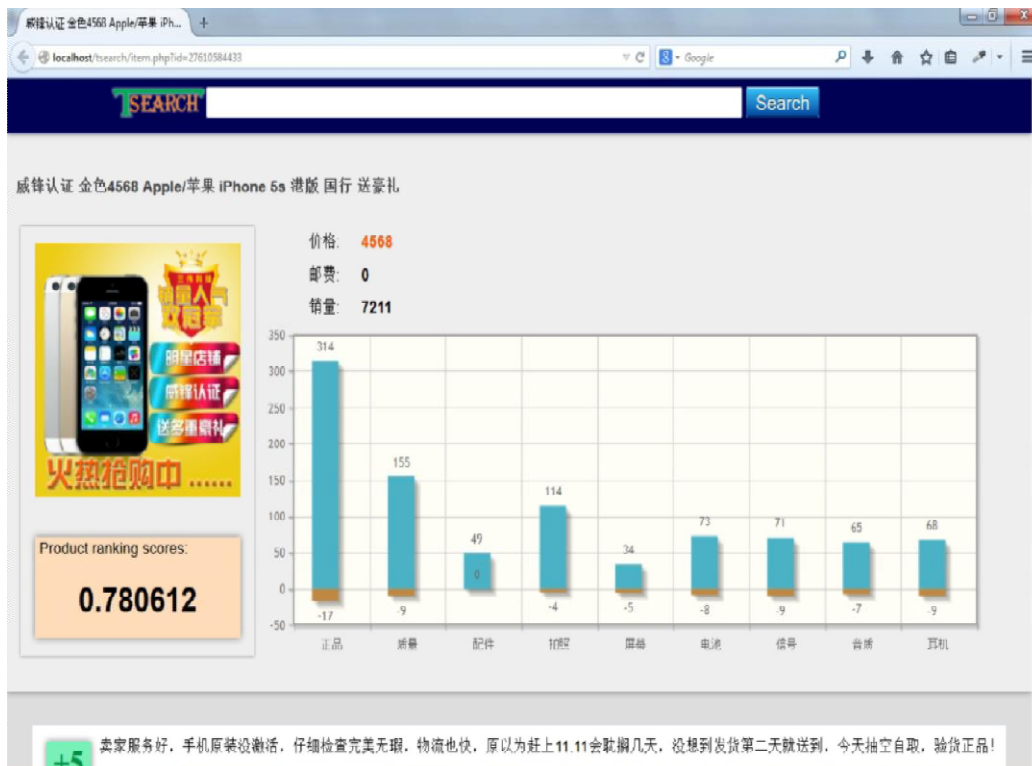 威锋认证 金色4568 Apple/苹果 iPh...
+
localhost/tsearch/item.php?id=27610584433
8 - Google
TSEARCH
Search
威锋认证 金色4568 Apple/苹果 iPhone 5s 港版 国行 送豪礼
价格: 4568
邮费: 0
销量: 7211
明星店铺
威锋认证
送多重豪礼
火热抢购中 ......
Product ranking scores:
0.780612
350
300
250
200
150
100
50
0
-50
314
155
49
114
34
73
71
65
68
0
-17
-9
-4
-5
-8
-9
-7
-9
正品
质量
配件
拍照
屏幕
电池
信号
音质
耳机
+5
卖家服务好，手机原装没激活，仔细检查完美无瑕，物流也快，原以为赶上11.11会耽搁几天，没想到发货第二天就送到，今天抽空自取，验货正品！